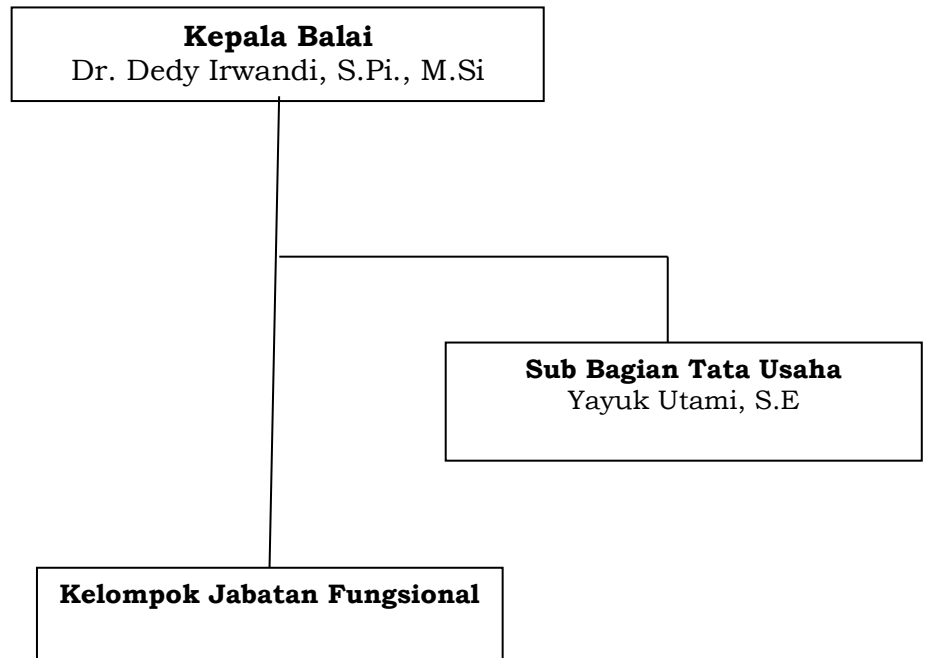 Kepala Balai
Dr. Dedy Irwandi, S.Pi., M.Si
Sub Bagian Tata Usaha
Yayuk Utami, S.E
Kelompok Jabatan Fungsional